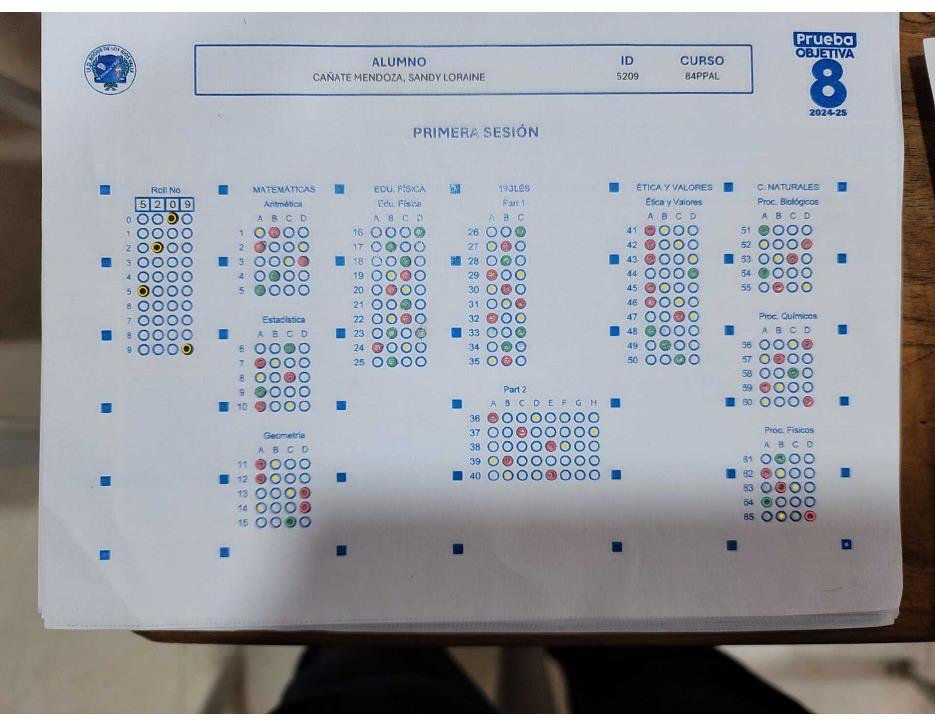 Prueba
OBJETIVA
8
2024-25
ALUMNO ID CURSO
CAÑATE MENDOZA, SANDY LORAINE 5209 84PPAL
PRIMERA SESIÓN
Roll No
5 2 0 9
0
1
2
3
4
5
6
7
8
9
MATEMÁTICAS
Aritmética
A B C D
1
2
3
4
5
Estadística
A B C D
6
7
8
9
10
Geometría
A B C D
11
12
13
14
15
EDU. FÍSICA
Edu. Física
A B C D
16
17
18
19
20
21
22
23
24
25
INGLÉS
Part 1
A B C
26
27
28
29
30
31
32
33
34
35
Part 2
A B C D E F G H
36
37
38
39
40
ÉTICA Y VALORES
Ética y Valores
A B C D
41
42
43
44
45
46
47
48
49
50
C. NATURALES
Proc. Biológicos
A B C D
51
52
53
54
55
Proc. Químicos
A B C D
56
57
58
59
60
Proc. Físicos
A B C D
61
62
63
64
65